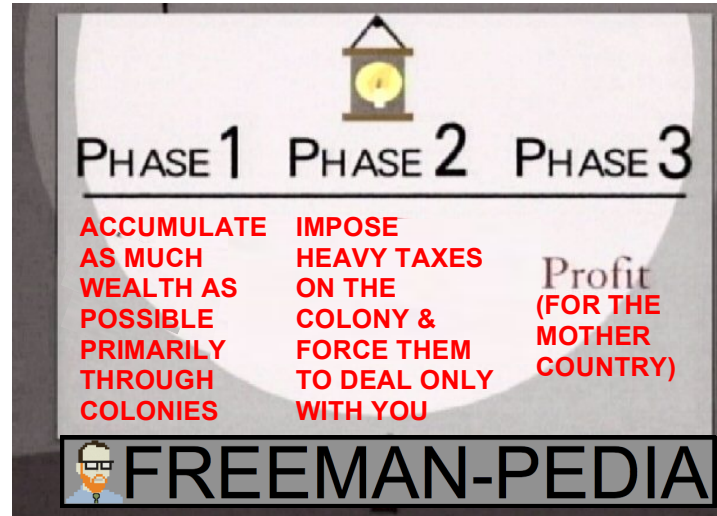 PHASE 1 PHASE 2 PHASE 3
ACCUMULATE
AS MUCH
WEALTH AS
POSSIBLE
PRIMARILY
THROUGH
COLONIES
IMPOSE
HEAVY TAXES
ON THE
COLONY &
FORCE THEM
TO DEAL ONLY
WITH YOU
Profit
(FOR THE
MOTHER
COUNTRY)
FREEMAN-PEDIA